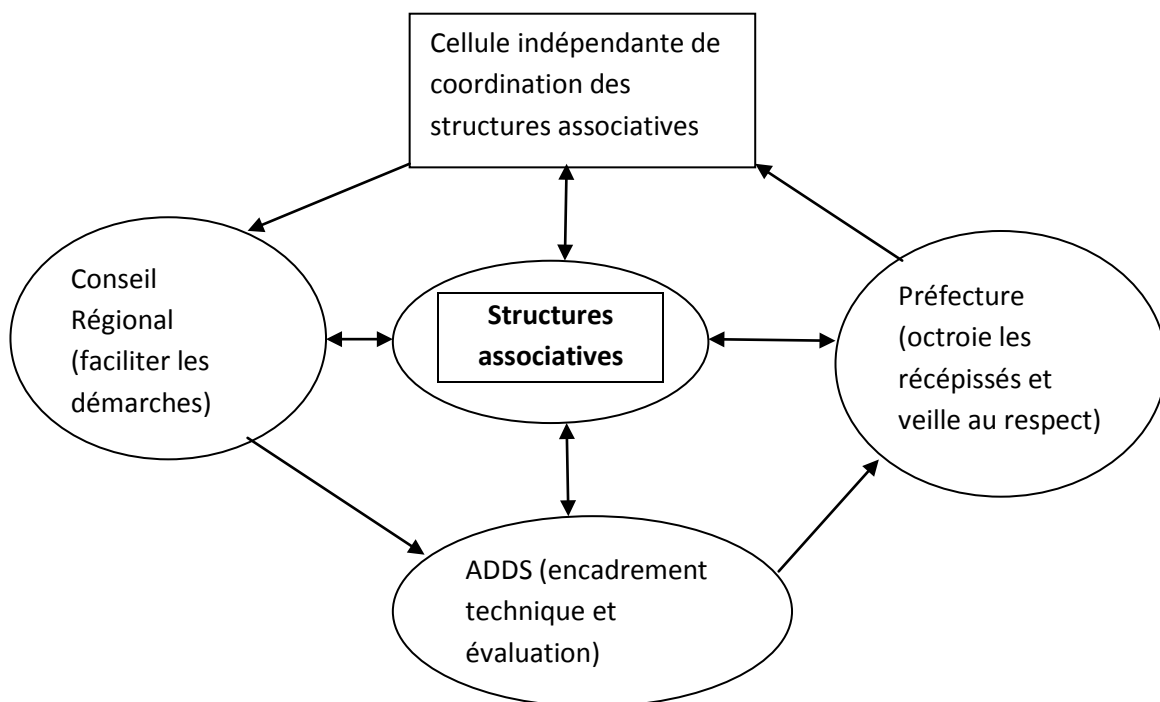 Cellule indépendante de
coordination des
structures associatives
Conseil
Régional
(faciliter les
démarches)
Structures
associatives
Préfecture
(octroie les
récépissés et
veille au respect)
ADDS (encadrement
technique et
évaluation)